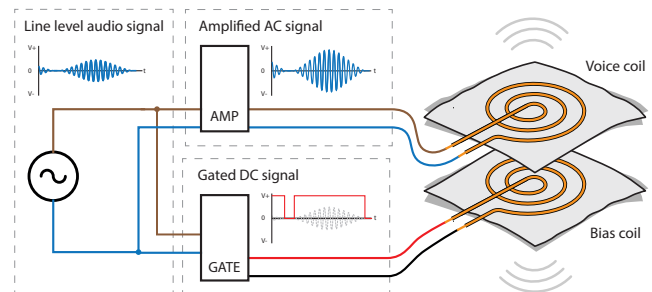 Line level audio signal
V+
0
t
V-
Amplified AC signal
V+
0
t
V-
AMP
Voice coil
Gated DC signal
V+
0
t
V-
GATE
Bias coil